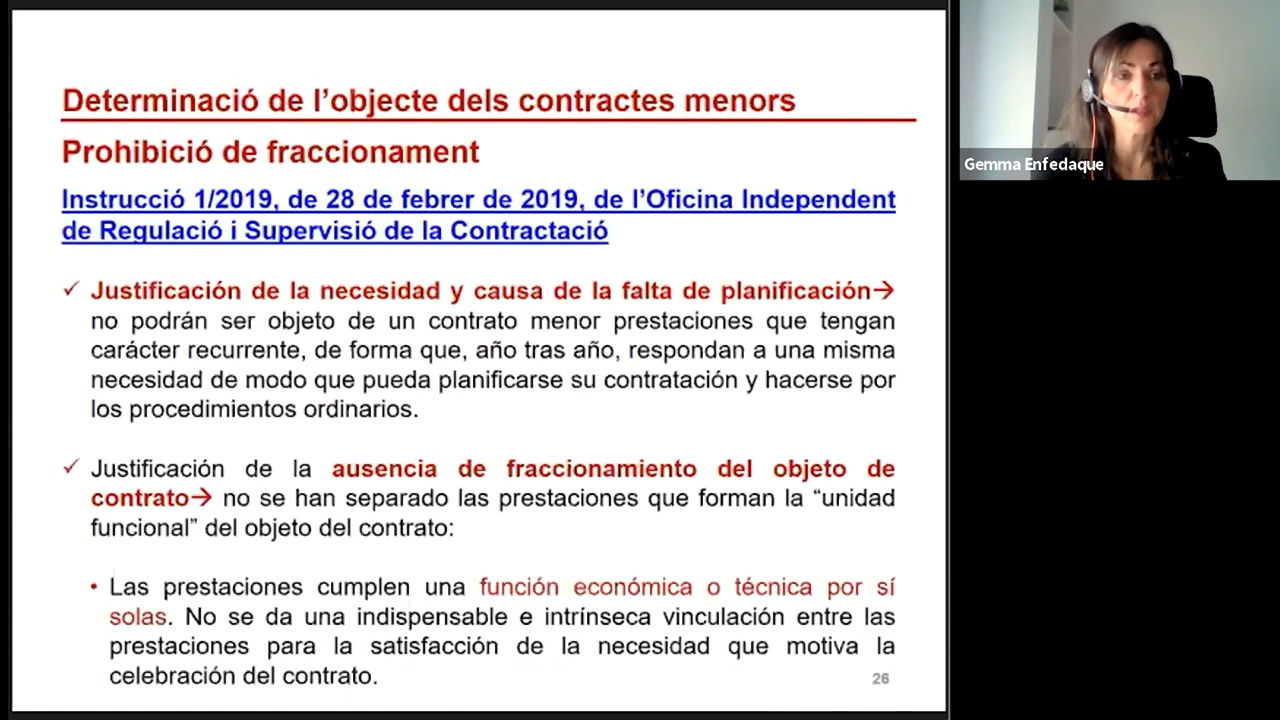 Determinació de l’objecte dels contractes menors
Prohibició de fraccionament
Instrucció 1/2019, de 28 de febrer de 2019, de l’Oficina Independent
de Regulació i Supervisió de la Contractació
✓ Justificación de la necesidad y causa de la falta de planificación→
no podrán ser objeto de un contrato menor prestaciones que tengan
carácter recurrente, de forma que, año tras año, respondan a una misma
necesidad de modo que pueda planificarse su contratación y hacerse por
los procedimientos ordinarios.
✓ Justificación de la ausencia de fraccionamiento del objeto de
contrato→ no se han separado las prestaciones que forman la “unidad
funcional” del objeto del contrato:
• Las prestaciones cumplen una función económica o técnica por sí
solas. No se da una indispensable e intrínseca vinculación entre las
prestaciones para la satisfacción de la necesidad que motiva la
celebración del contrato.
26
Gemma Enfedaque